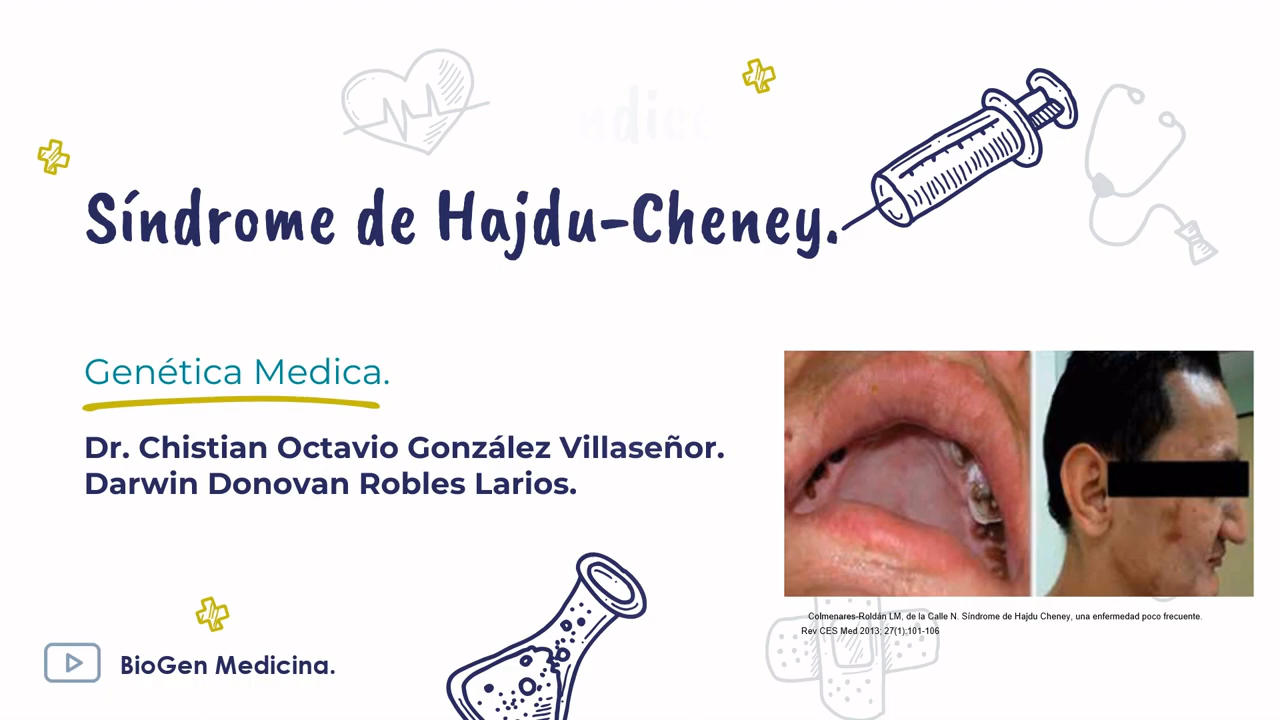 Síndrome de Hajdu-Cheney.
Genética Medica.
Dr. Chistian Octavio González Villaseñor.
Darwin Donovan Robles Larios.
Colmenares-Roldán LM, de la Calle N. Síndrome de Hajdu Cheney, una enfermedad poco frecuente.
Rev CES Med 2013; 27(1):101-106
BioGen Medicina.